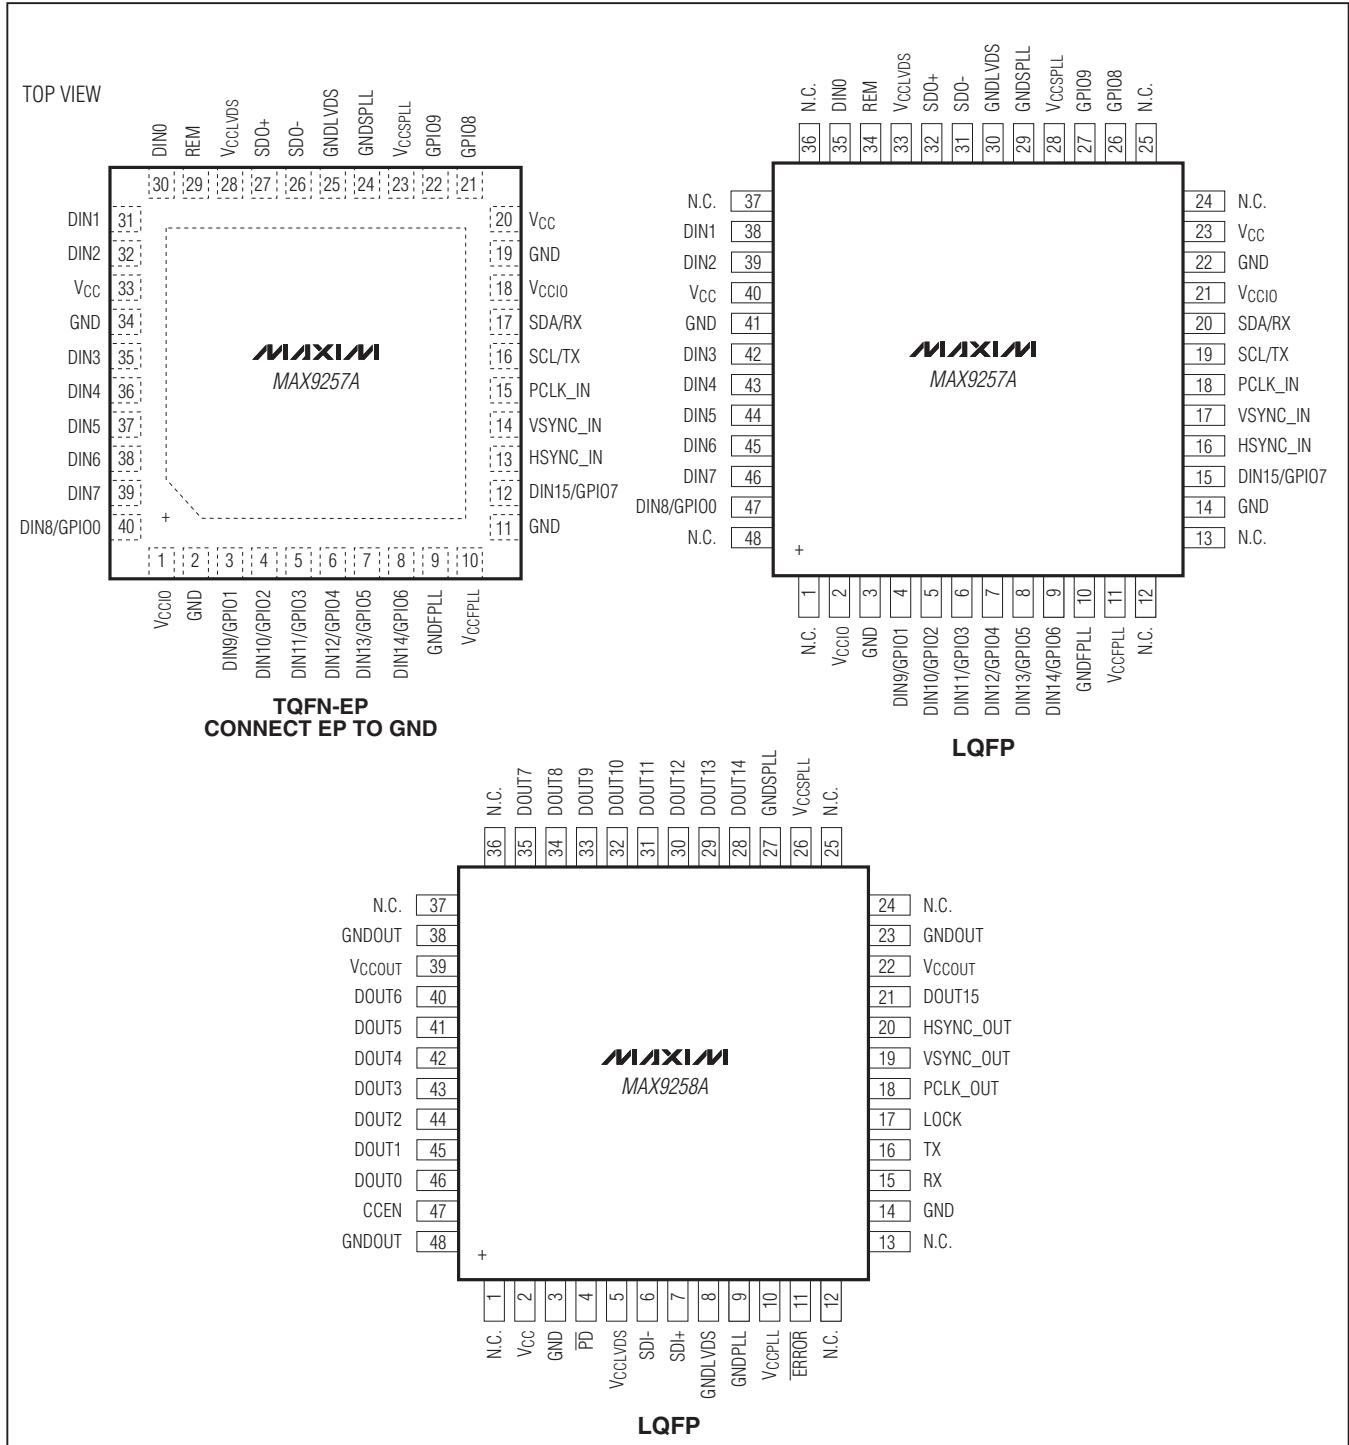 TOP VIEW
DIN0 REM VCCLVDS SDO+ SDO- GNDLVDS GNDSPLL VCCSPLL GPIO9 GPIO8
30 29 28 27 26 25 24 23 22 21
DIN1 31 20 VCC
DIN2 32 19 GND
VCC 33 18 VCCIO
GND 34 17 SDA/RX
DIN3 35 16 SCL/TX
DIN4 36 15 PCLK_IN
DIN5 37 14 VSYNC_IN
DIN6 38 13 HSYNC_IN
DIN7 39 12 DIN15/GPIO7
DIN8/GPIO0 40 11 GND
MAXIM
MAX9257A
+
1 2 3 4 5 6 7 8 9 10
VCCIO GND DIN9/GPIO1 DIN10/GPIO2 DIN11/GPIO3 DIN12/GPIO4 DIN13/GPIO5 DIN14/GPIO6 GNDFPLL VCCFPLL
TQFN-EP
CONNECT EP TO GND
N.C. DIN0 REM VCCLVDS SDO+ SDO- GNDLVDS GNDSPLL VCCSPLL GPIO9 GPIO8 N.C.
36 35 34 33 32 31 30 29 28 27 26 25
N.C. 37 24 N.C.
DIN1 38 23 VCC
DIN2 39 22 GND
VCC 40 21 VCCIO
GND 41 20 SDA/RX
DIN3 42 19 SCL/TX
DIN4 43 18 PCLK_IN
DIN5 44 17 VSYNC_IN
DIN6 45 16 HSYNC_IN
DIN7 46 15 DIN15/GPIO7
DIN8/GPIO0 47 14 GND
N.C. 48 13 N.C.
MAXIM
MAX9257A
+
1 2 3 4 5 6 7 8 9 10 11 12
N.C. VCCIO GND DIN9/GPIO1 DIN10/GPIO2 DIN11/GPIO3 DIN12/GPIO4 DIN13/GPIO5 DIN14/GPIO6 GNDFPLL VCCFPLL N.C.
LQFP
N.C. DOUT7 DOUT8 DOUT9 DOUT10 DOUT11 DOUT12 DOUT13 DOUT14 GNDSPLL VCCSPLL N.C.
36 35 34 33 32 31 30 29 28 27 26 25
N.C. 37 24 N.C.
GNDOUT 38 23 GNDOUT
VCCOUT 39 22 VCCOUT
DOUT6 40 21 DOUT15
DOUT5 41 20 HSYNC_OUT
DOUT4 42 19 VSYNC_OUT
DOUT3 43 18 PCLK_OUT
DOUT2 44 17 LOCK
DOUT1 45 16 TX
DOUT0 46 15 RX
CCEN 47 14 GND
GNDOUT 48 13 N.C.
MAXIM
MAX9258A
+
1 2 3 4 5 6 7 8 9 10 11 12
N.C. VCC GND PD VCCLVDS SDI- SDI+ GNDLVDS GNDPLL VCCPLL ERROR N.C.
LQFP